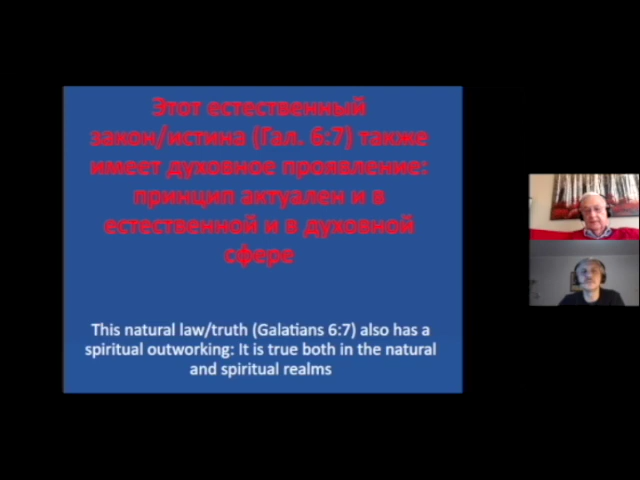 Этот естественный
закон/истина (Гал. 6:7) также
имеет духовное проявление:
принцип актуален и в
естественной и в духовной
сфере
This natural law/truth (Galatians 6:7) also has a
spiritual outworking: It is true both in the natural
and spiritual realms